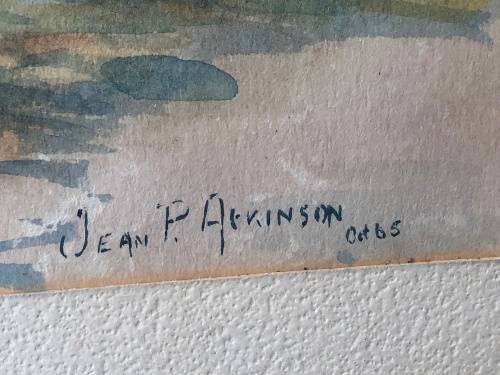 JEAN P. ATKINSON Oct 65